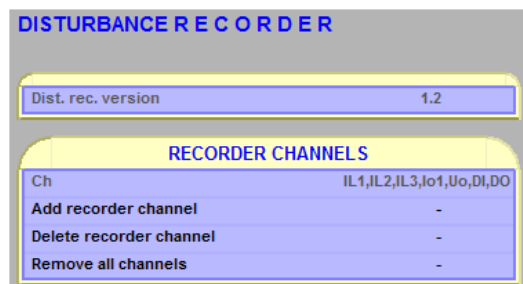 DISTURBANCE R E C O R D E R
Dist. rec. version 1.2
RECORDER CHANNELS
Ch IL1,IL2,IL3,Io1,Uo,DI,DO
Add recorder channel -
Delete recorder channel -
Remove all channels -